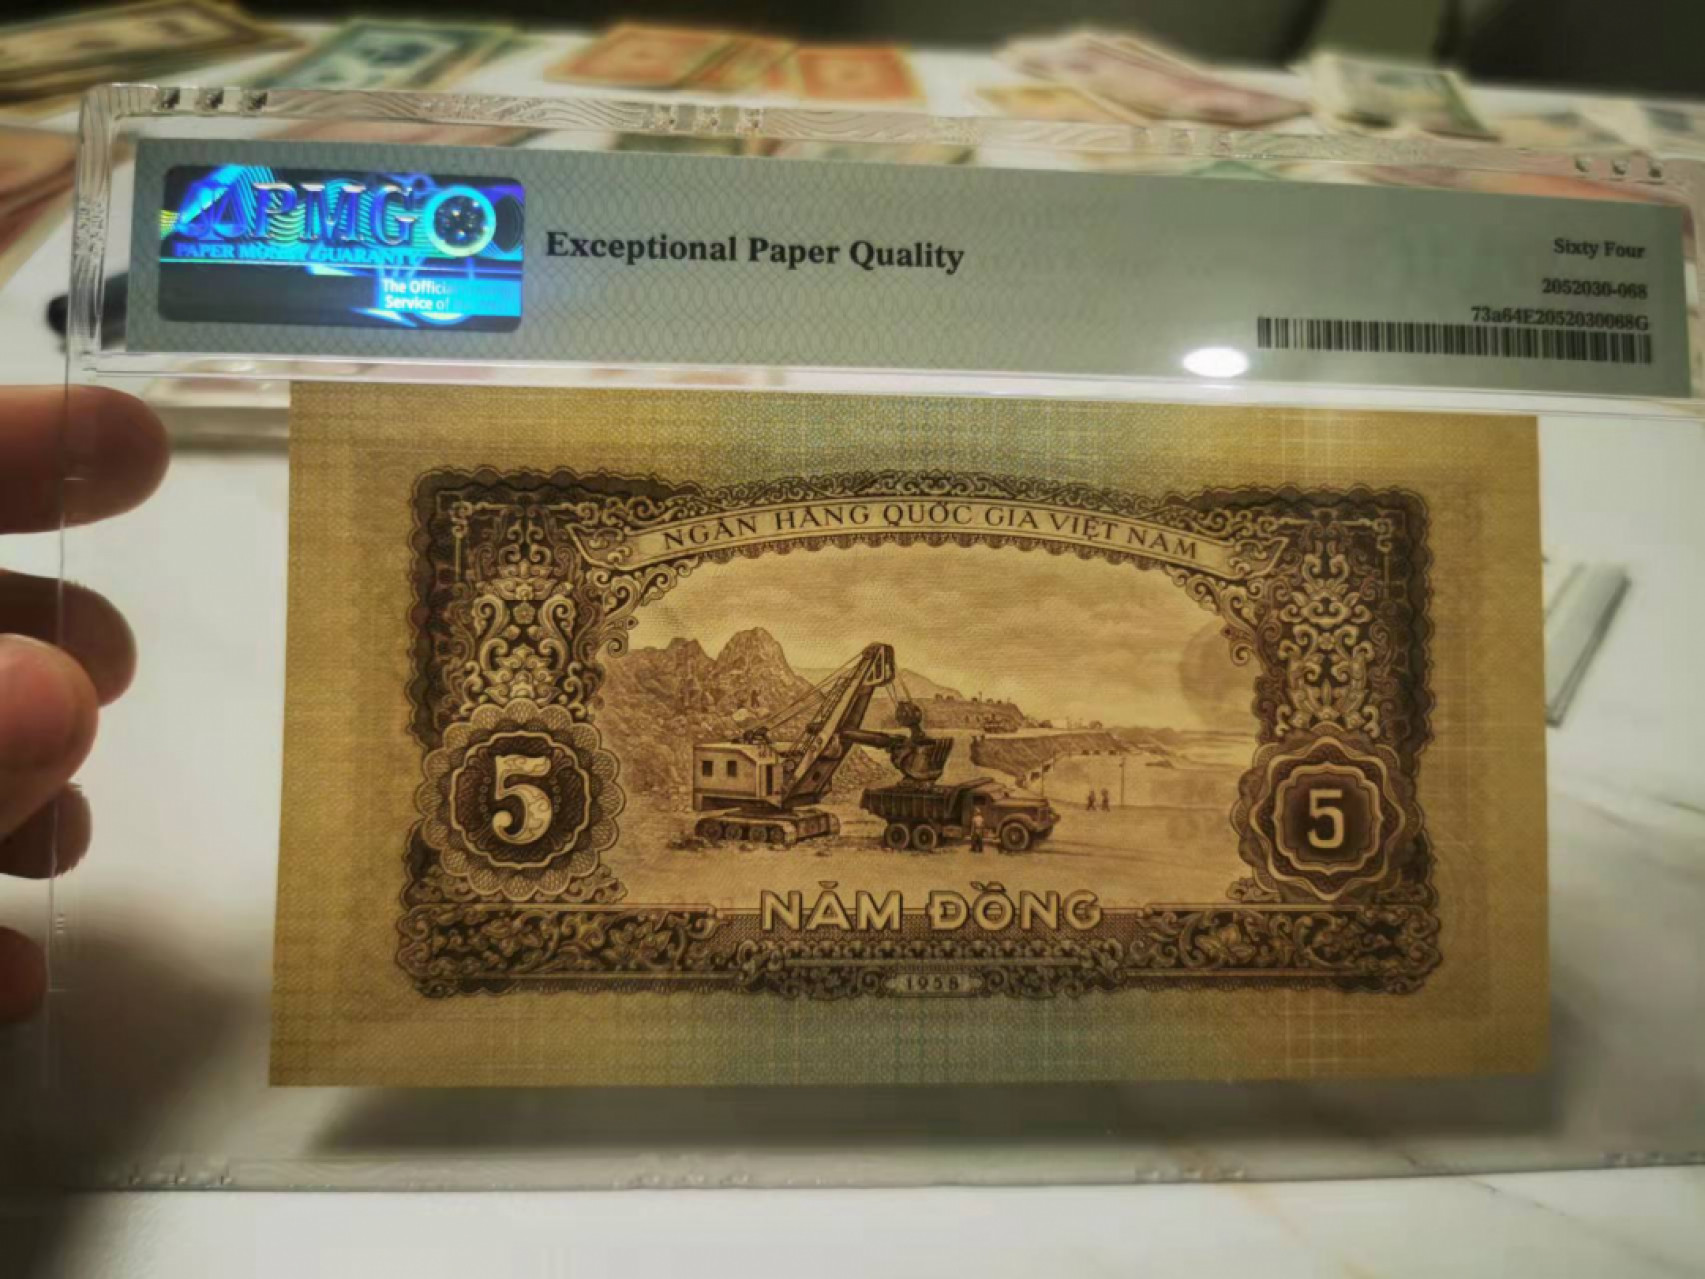 PMG
PAPER MONEY GUARANTY
The Official
Service of
Exceptional Paper Quality
Sixty Four
2052030-068
73a64E2052030068G
NGÂN HÀNG QUỐC GIA VIỆT NAM
5
5
NĂM ĐỒNG
1958